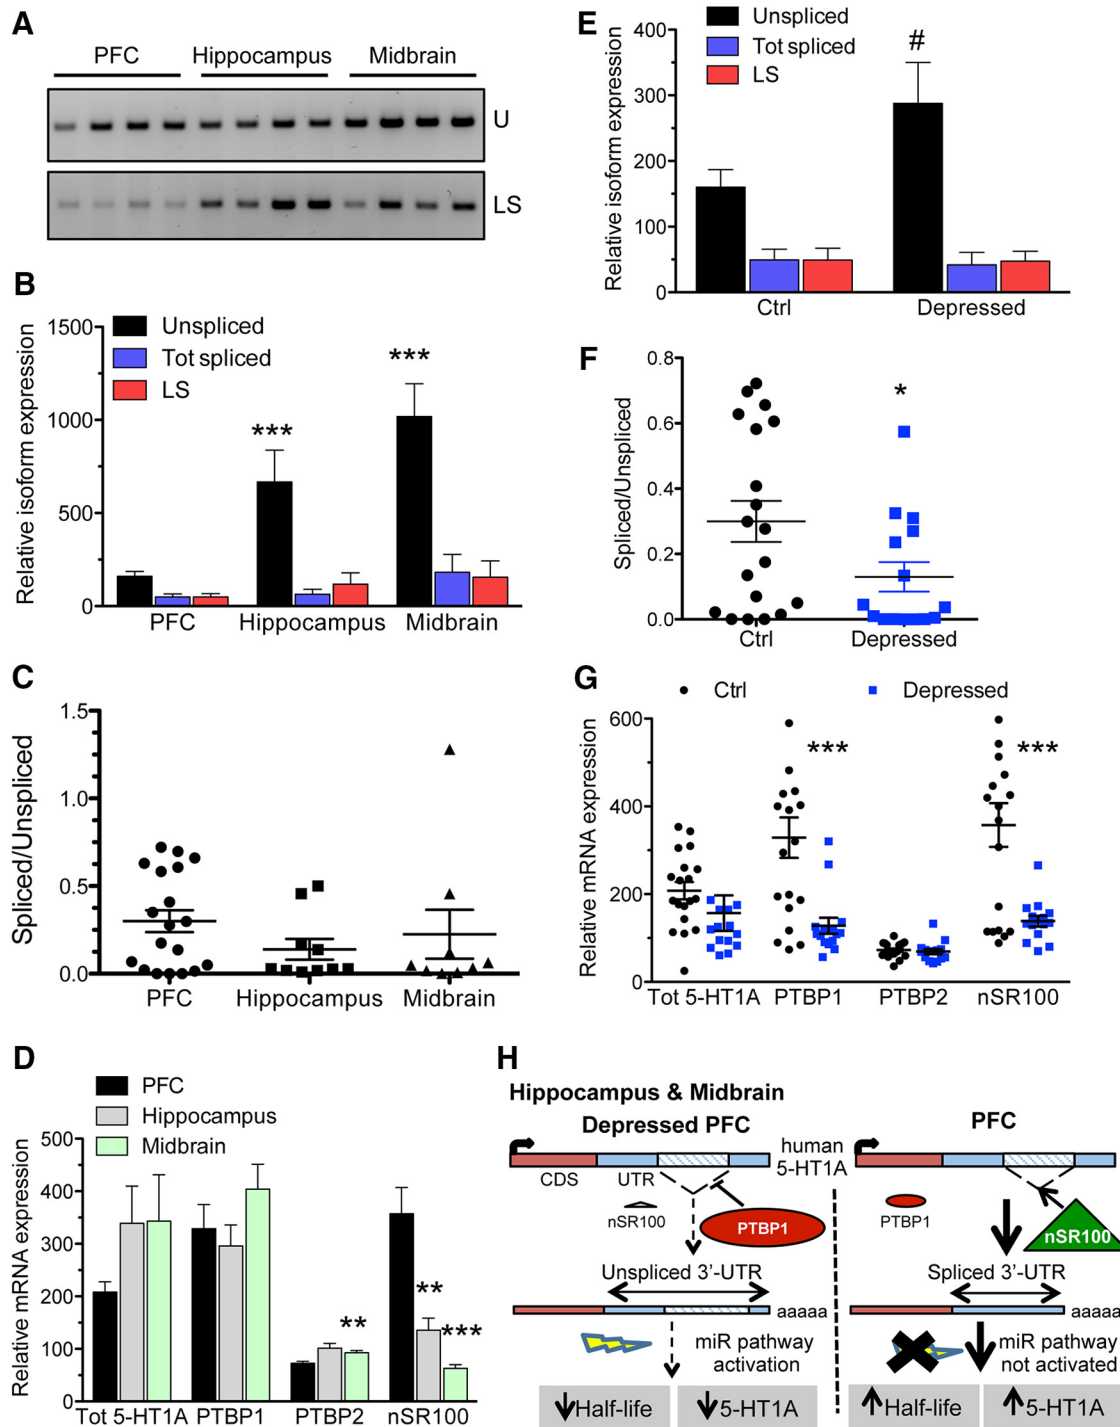 A
PFC Hippocampus Midbrain
U
LS
B
Relative isoform expression
1500
1000
500
0
Unspliced
Tot spliced
LS
***
***
PFC Hippocampus Midbrain
C
Spliced/Unspliced
1.5
1.0
0.5
0.0
PFC Hippocampus Midbrain
D
PFC
Hippocampus
Midbrain
Relative mRNA expression
500
400
300
200
100
0
**
**
***
Tot 5-HT1A PTBP1 PTBP2 nSR100
E
Unspliced
Tot spliced
LS
Relative isoform expression
400
300
200
100
0
#
Ctrl Depressed
F
Spliced/Unspliced
0.8
0.6
0.4
0.2
0.0
*
Ctrl Depressed
G
Ctrl Depressed
Relative mRNA expression
600
400
200
0
***
***
Tot 5-HT1A PTBP1 PTBP2 nSR100
H
Hippocampus & Midbrain
Depressed PFC
human
5-HT1A
PFC
CDS UTR
nSR100
PTBP1
PTBP1
nSR100
Unspliced 3'-UTR
Spliced 3'-UTR
aaaaa
aaaaa
miR pathway
activation
miR pathway
not activated
↓Half-life ↓5-HT1A
↑Half-life ↑5-HT1A